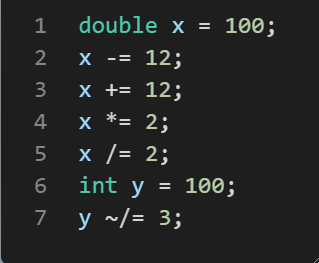 1 double x = 100;
2 x -= 12;
3 x += 12;
4 x *= 2;
5 x /= 2;
6 int y = 100;
7 y ~/= 3;